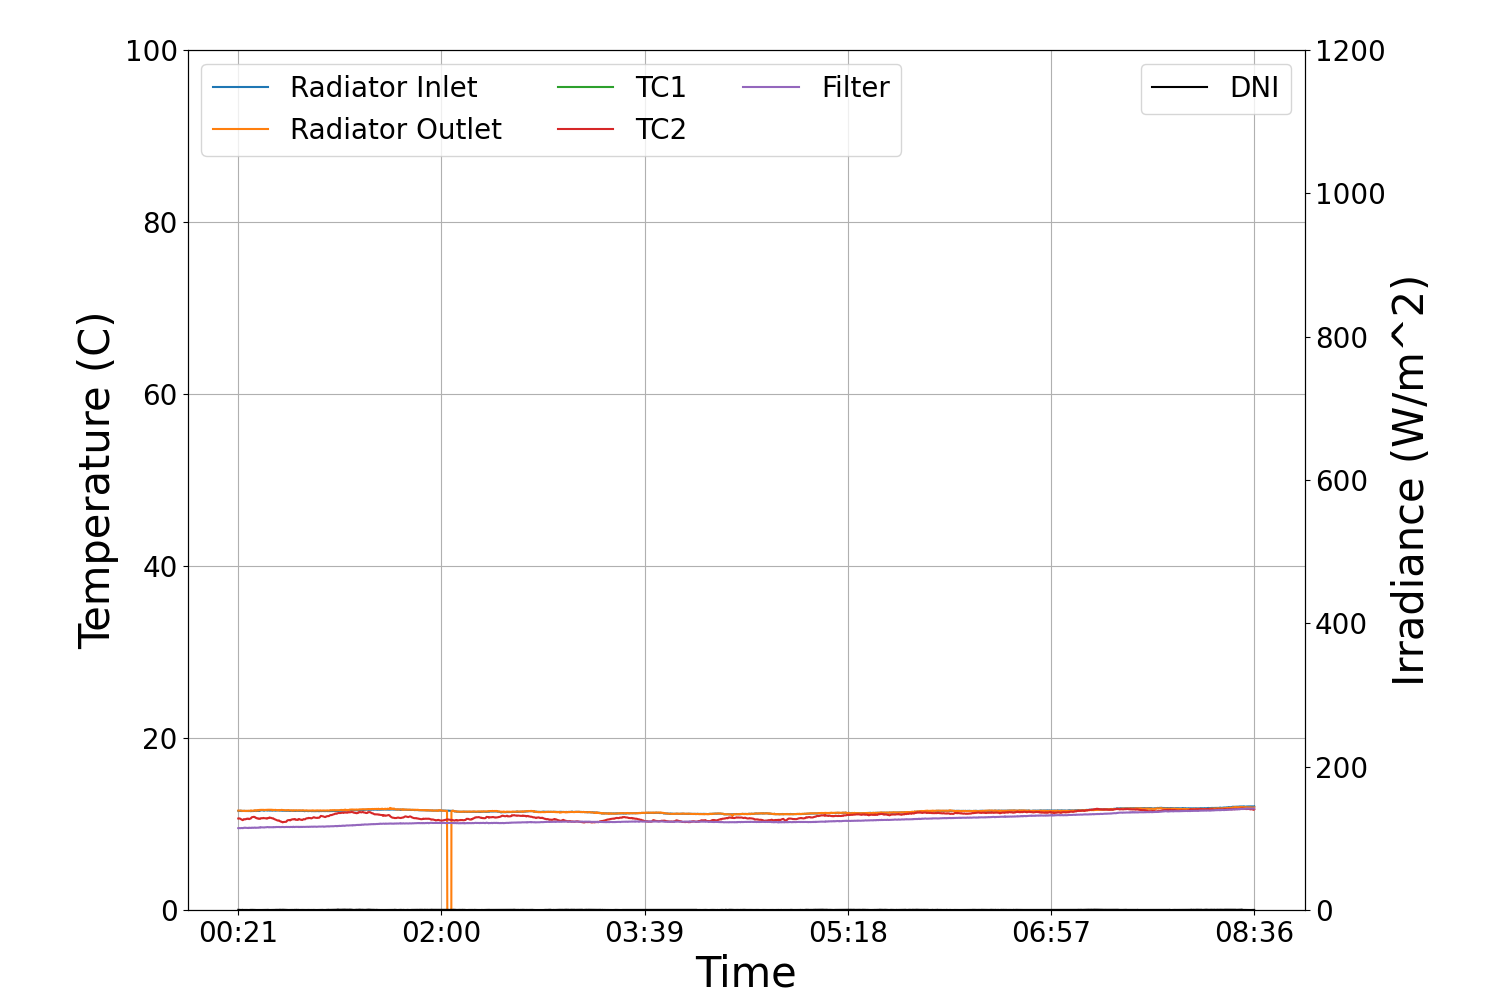 Radiator Inlet
Radiator Outlet
TC1
TC2
Filter
DNI
100
80
60
40
20
0
Temperature (C)
1200
1000
800
600
400
200
0
Irradiance (W/m^2)
00:21
02:00
03:39
05:18
06:57
08:36
Time